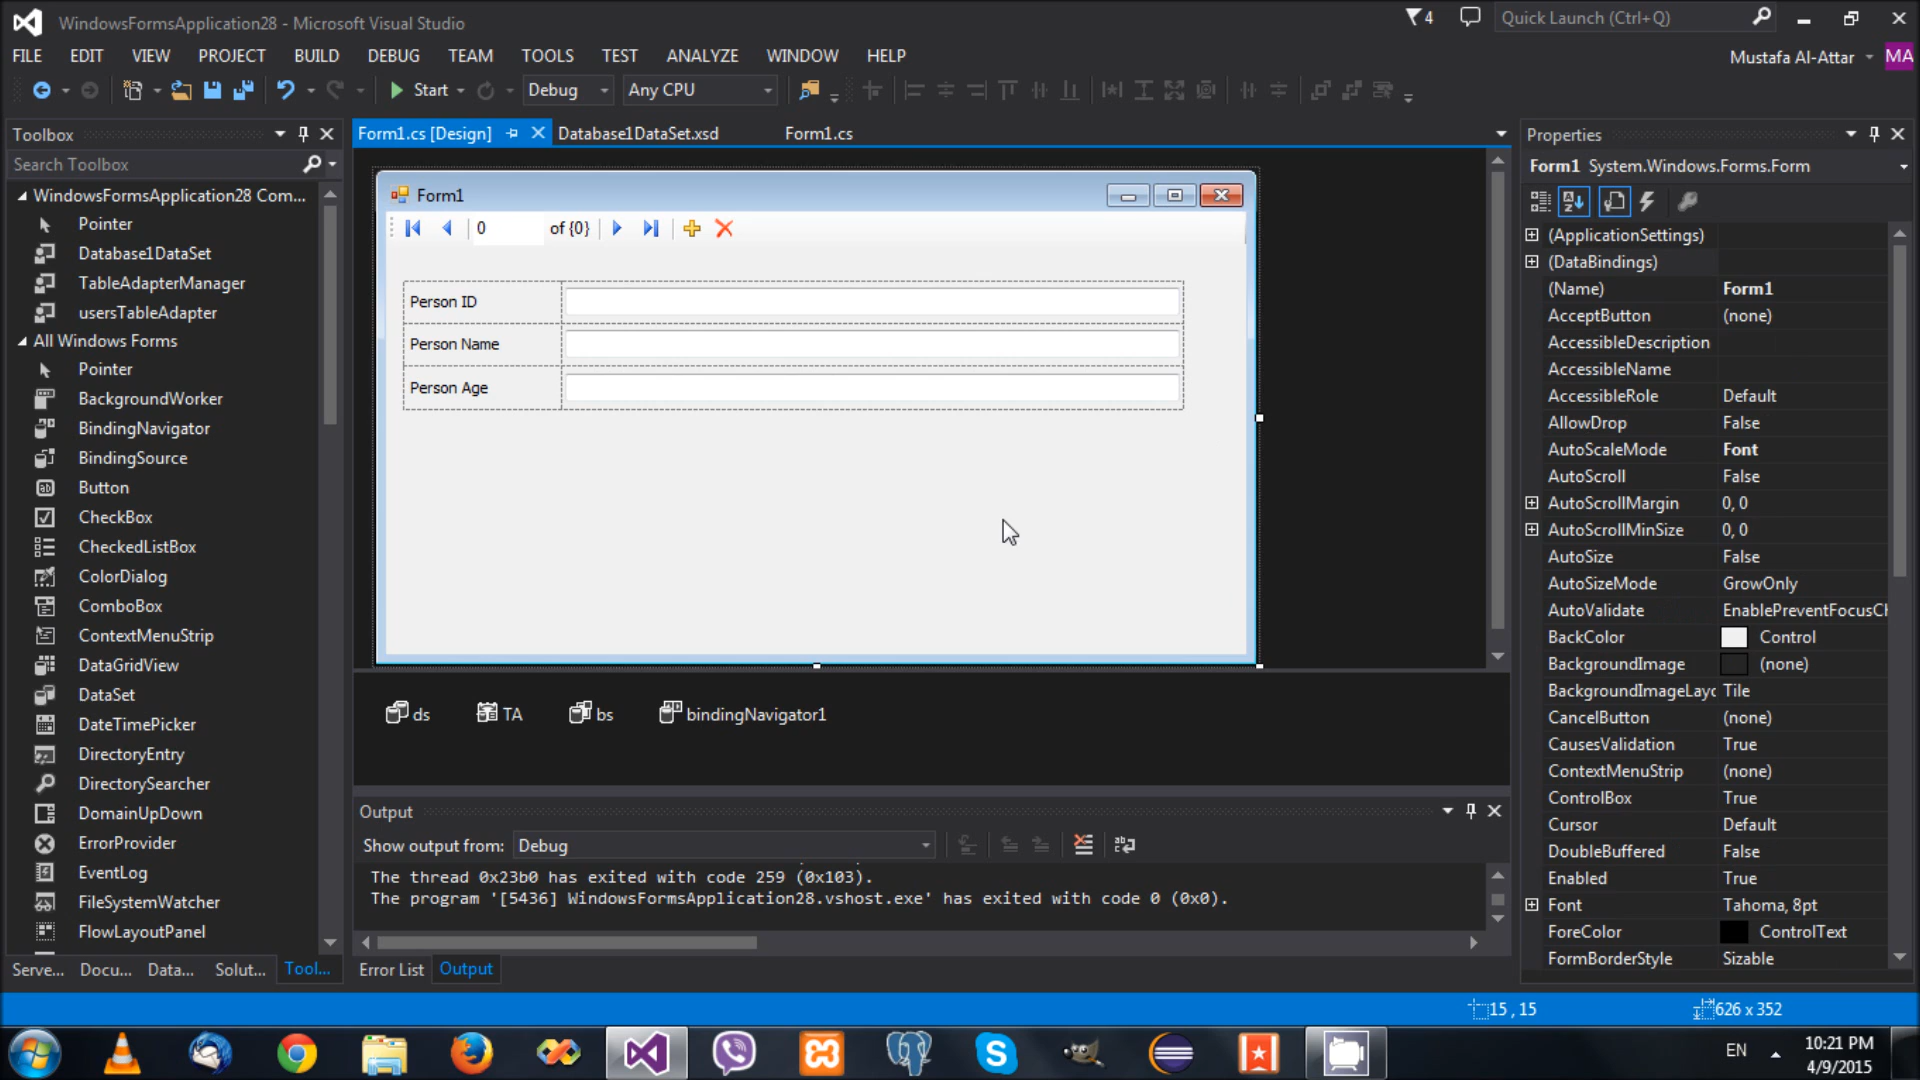 WindowsFormsApplication28 - Microsoft Visual Studio
4
Quick Launch (Ctrl+Q)
FILE EDIT VIEW PROJECT BUILD DEBUG TEAM TOOLS TEST ANALYZE WINDOW HELP
Mustafa Al-Attar MA
Start Debug Any CPU
Toolbox
Search Toolbox
WindowsFormsApplication28 Com...
Pointer
Database1DataSet
TableAdapterManager
usersTableAdapter
All Windows Forms
Pointer
BackgroundWorker
BindingNavigator
BindingSource
Button
CheckBox
CheckedListBox
ColorDialog
ComboBox
ContextMenuStrip
DataGridView
DataSet
DateTimePicker
DirectoryEntry
DirectorySearcher
DomainUpDown
ErrorProvider
EventLog
FileSystemWatcher
FlowLayoutPanel
Serve... Docu... Data... Solut... Tool...
Form1.cs [Design] Database1DataSet.xsd Form1.cs
Form1
0 of {0}
Person ID
Person Name
Person Age
ds TA bs bindingNavigator1
Output
Show output from: Debug
The thread 0x23b0 has exited with code 259 (0x103).
The program '[5436] WindowsFormsApplication28.vshost.exe' has exited with code 0 (0x0).
Error List Output
Properties
Form1 System.Windows.Forms.Form
(ApplicationSettings)
(DataBindings)
(Name) Form1
AcceptButton (none)
AccessibleDescription
AccessibleName
AccessibleRole Default
AllowDrop False
AutoScaleMode Font
AutoScroll False
AutoScrollMargin 0, 0
AutoScrollMinSize 0, 0
AutoSize False
AutoSizeMode GrowOnly
AutoValidate EnablePreventFocusCh
BackColor Control
BackgroundImage (none)
BackgroundImageLayo Tile
CancelButton (none)
CausesValidation True
ContextMenuStrip (none)
ControlBox True
Cursor Default
DoubleBuffered False
Enabled True
Font Tahoma, 8pt
ForeColor ControlText
FormBorderStyle Sizable
15 , 15 626 x 352
EN
10:21 PM
4/9/2015